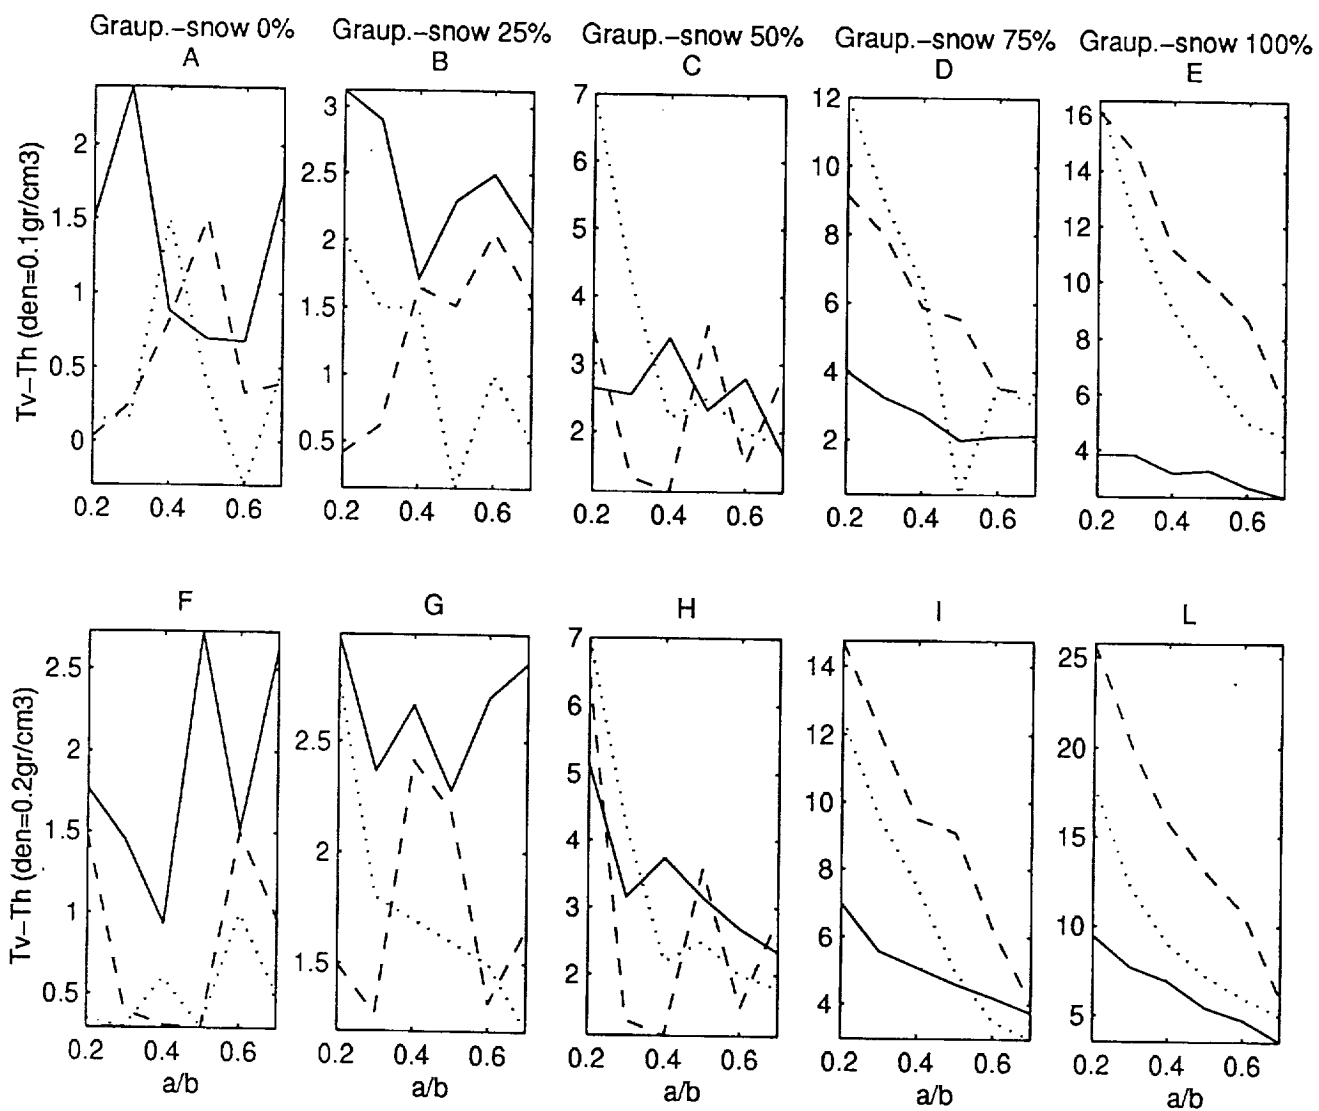 Graup.–snow 0% Graup.–snow 25% Graup.–snow 50% Graup.–snow 75% Graup.–snow 100%
A B C D E
Tv–Th (den=0.1gr/cm3)
2
1.5
1
0.5
0
0.2 0.4 0.6
3
2.5
2
1.5
1
0.5
0.2 0.4 0.6
7
6
5
4
3
2
0.2 0.4 0.6
12
10
8
6
4
2
0.2 0.4 0.6
16
14
12
10
8
6
4
0.2 0.4 0.6
F G H I L
Tv–Th (den=0.2gr/cm3)
2.5
2
1.5
1
0.5
0.2 0.4 0.6
a/b
2.5
2
1.5
0.2 0.4 0.6
a/b
7
6
5
4
3
2
0.2 0.4 0.6
a/b
14
12
10
8
6
4
0.2 0.4 0.6
a/b
25
20
15
10
5
0.2 0.4 0.6
a/b